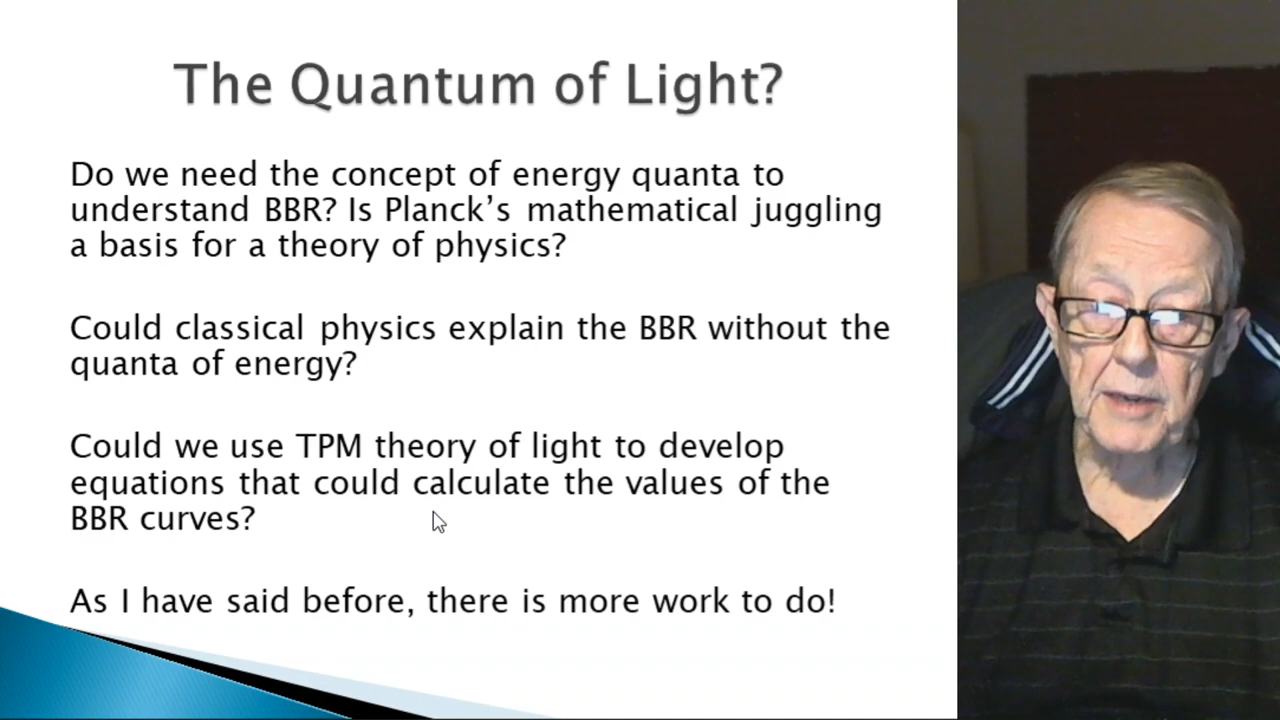 The Quantum of Light?
Do we need the concept of energy quanta to
understand BBR? Is Planck’s mathematical juggling
a basis for a theory of physics?
Could classical physics explain the BBR without the
quanta of energy?
Could we use TPM theory of light to develop
equations that could calculate the values of the
BBR curves?
As I have said before, there is more work to do!